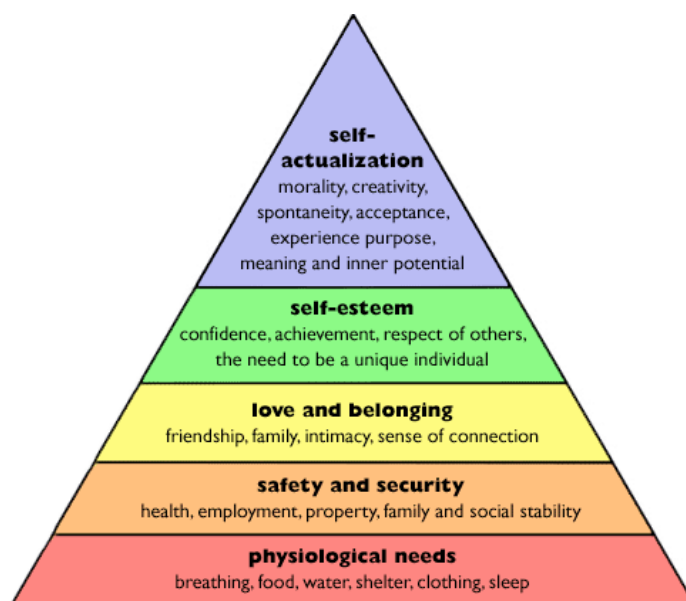 self-
actualization
morality, creativity,
spontaneity, acceptance,
experience purpose,
meaning and inner potential
self-esteem
confidence, achievement, respect of others,
the need to be a unique individual
love and belonging
friendship, family, intimacy, sense of connection
safety and security
health, employment, property, family and social stability
physiological needs
breathing, food, water, shelter, clothing, sleep